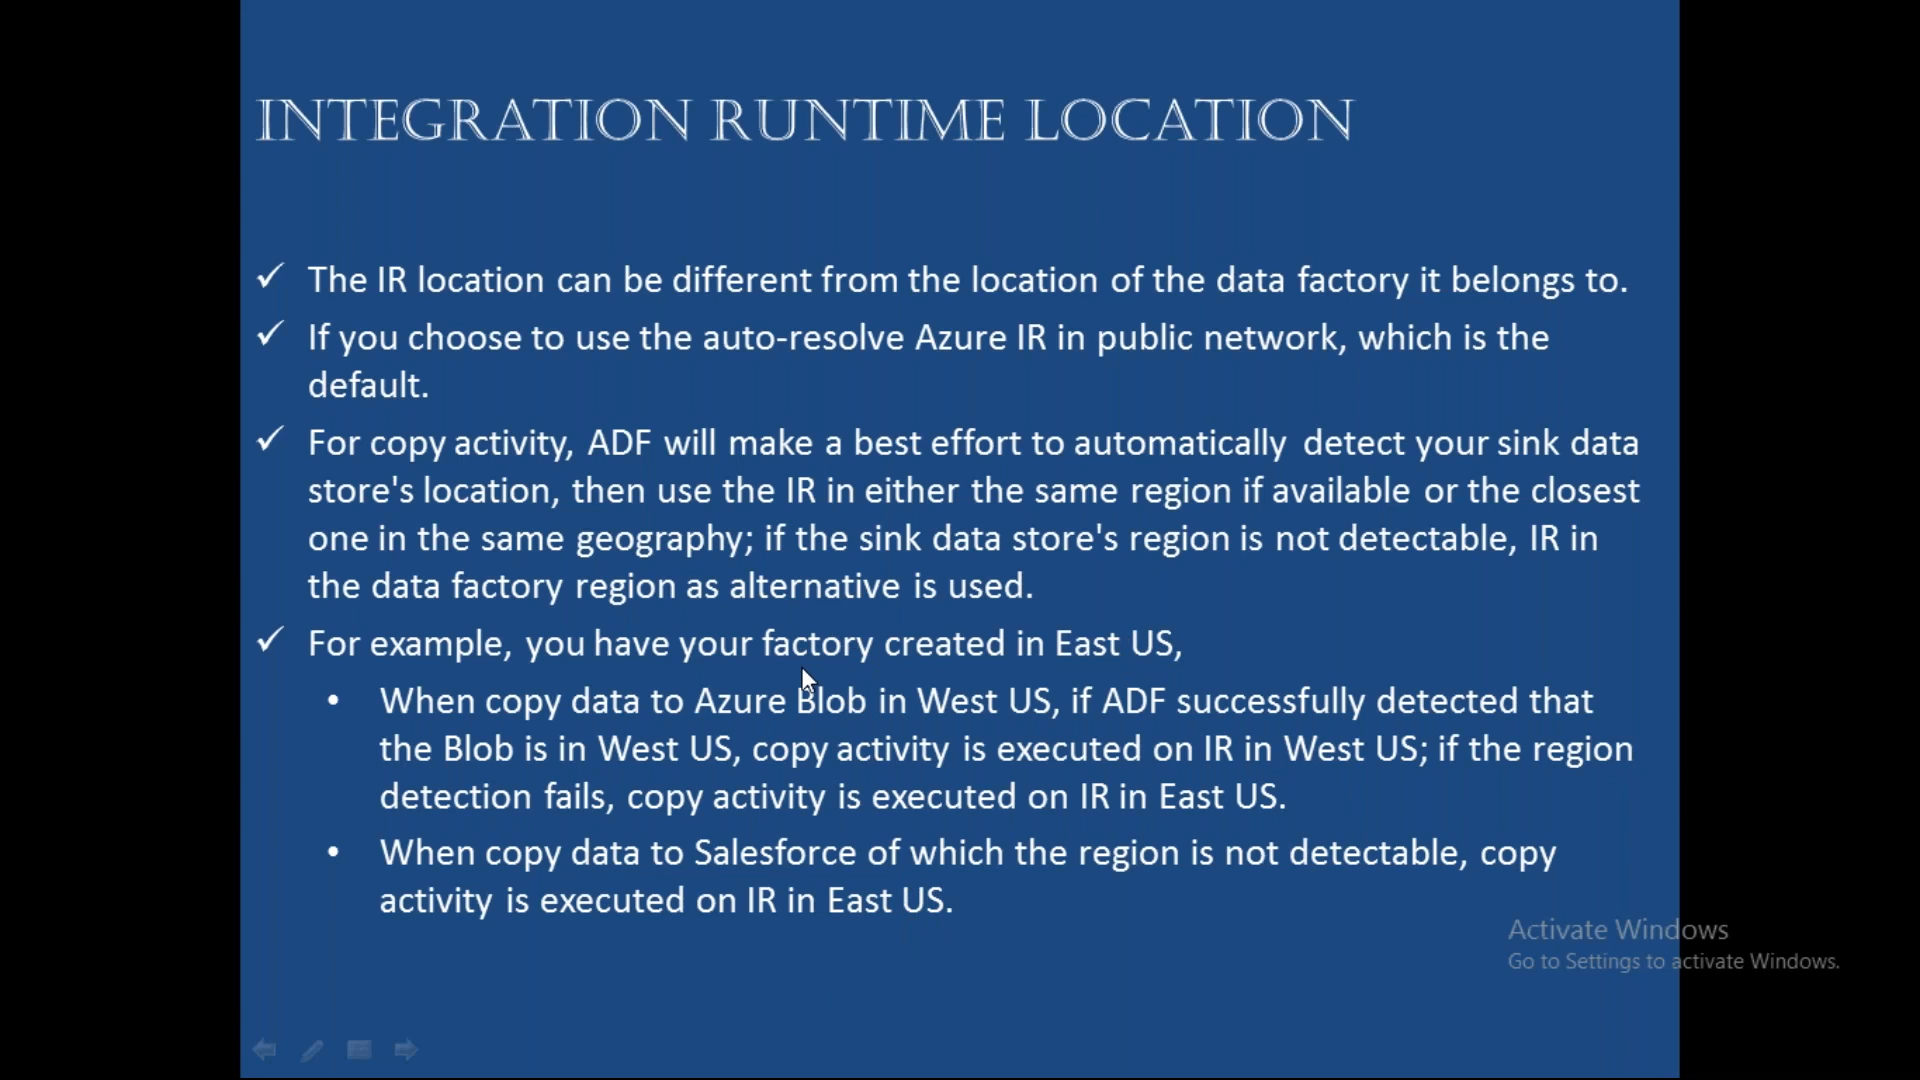 INTEGRATION RUNTIME LOCATION
✓ The IR location can be different from the location of the data factory it belongs to.
✓ If you choose to use the auto-resolve Azure IR in public network, which is the
default.
✓ For copy activity, ADF will make a best effort to automatically detect your sink data
store's location, then use the IR in either the same region if available or the closest
one in the same geography; if the sink data store's region is not detectable, IR in
the data factory region as alternative is used.
✓ For example, you have your factory created in East US,
• When copy data to Azure Blob in West US, if ADF successfully detected that
the Blob is in West US, copy activity is executed on IR in West US; if the region
detection fails, copy activity is executed on IR in East US.
• When copy data to Salesforce of which the region is not detectable, copy
activity is executed on IR in East US.
Activate Windows
Go to Settings to activate Windows.